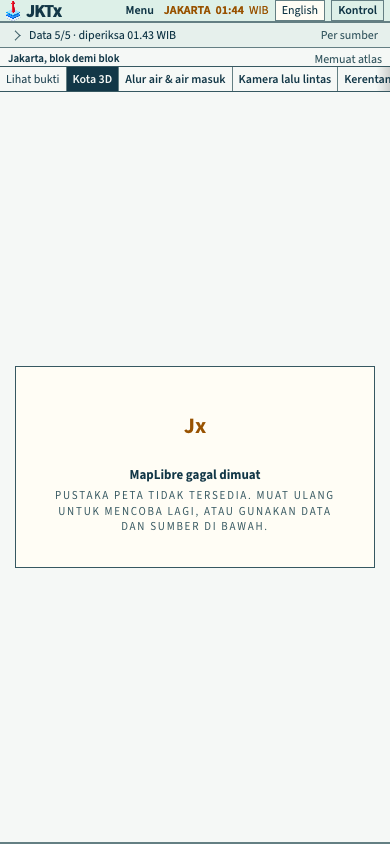 JKTx Menu JAKARTA 01:44 WIB English Kontrol
Data 5/5 · diperiksa 01.43 WIB Per sumber
Jakarta, blok demi blok Memuat atlas
Lihat bukti Kota 3D Alur air & air masuk Kamera lalu lintas
Jx
MapLibre gagal dimuat
PUSTAKA PETA TIDAK TERSEDIA. MUAT ULANG
UNTUK MENCOBA LAGI, ATAU GUNAKAN DATA
DAN SUMBER DI BAWAH.